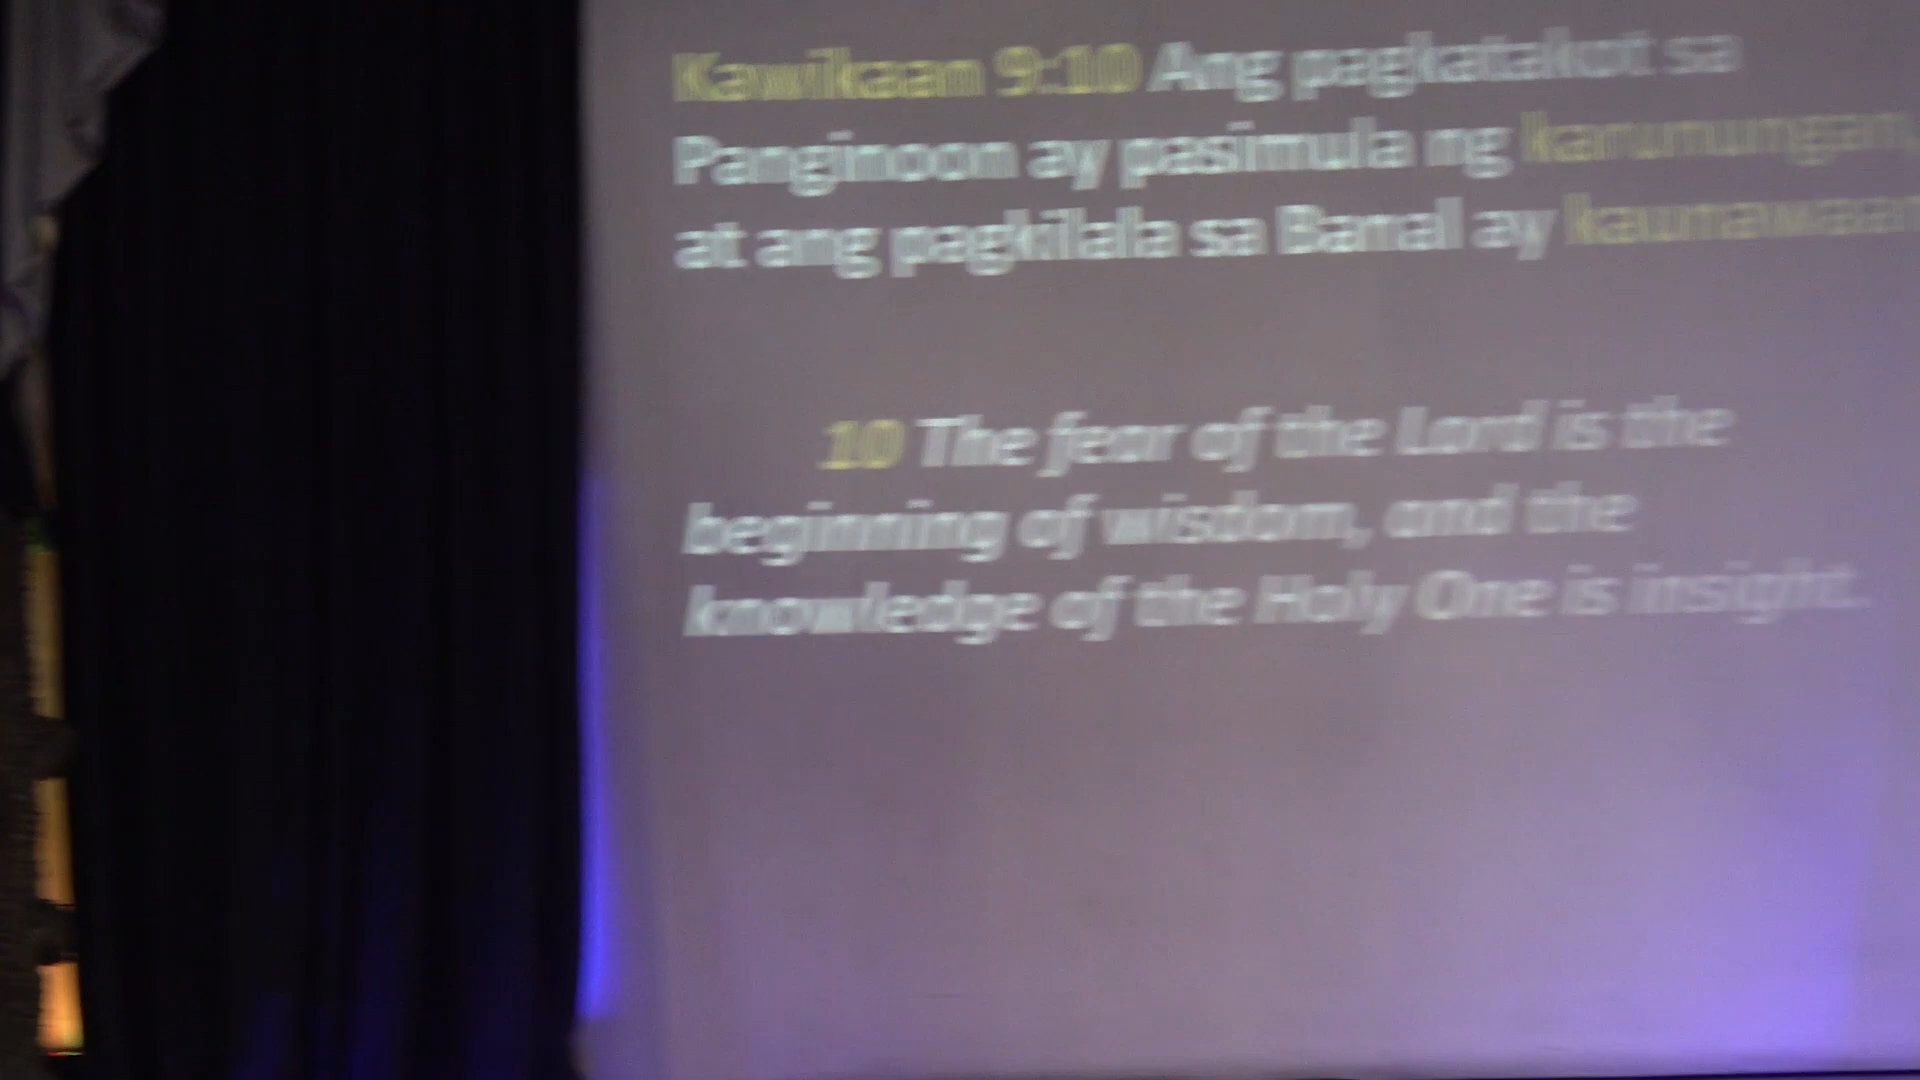 Kawikaan 9:10 Ang pagkatakot sa
Panginoon ay pasimula ng karunungan,
at ang pagkilala sa Banal ay kaunawaan
10 The fear of the Lord is the
beginning of wisdom, and the
knowledge of the Holy One is insight.